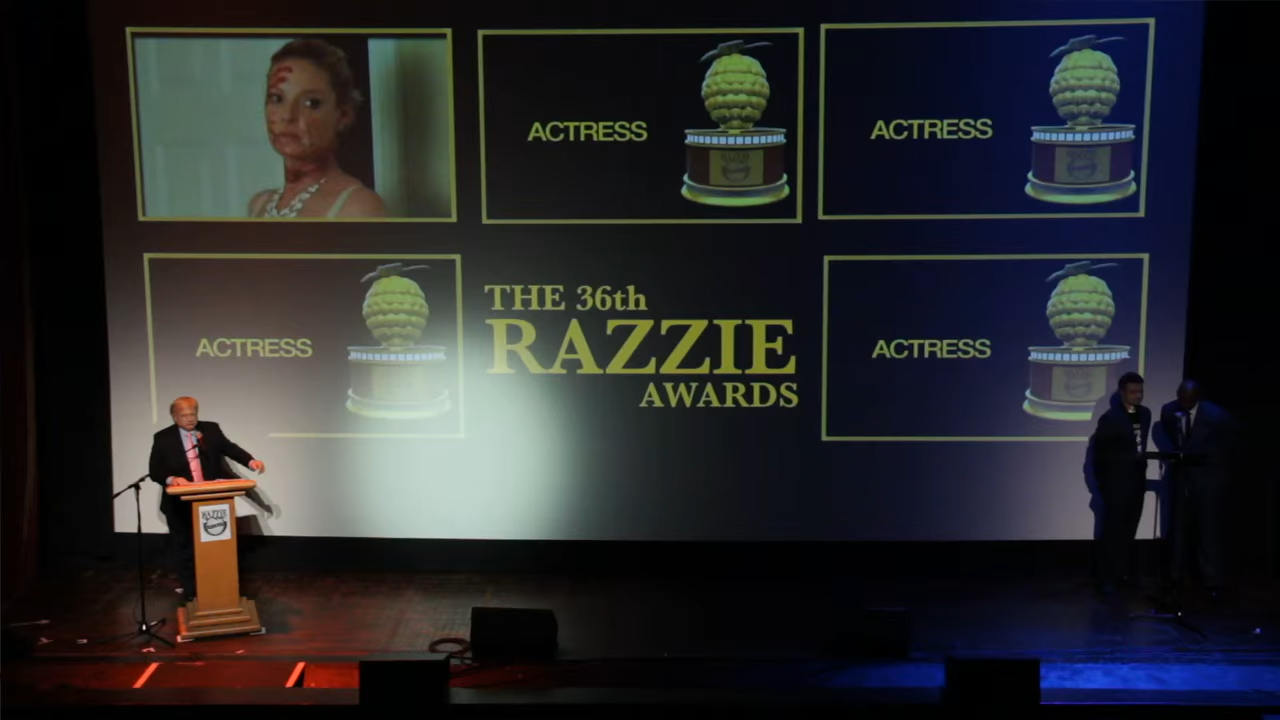 ACTRESS
ACTRESS
ACTRESS
THE 36th
RAZZIE
AWARDS
ACTRESS
RAZZIE